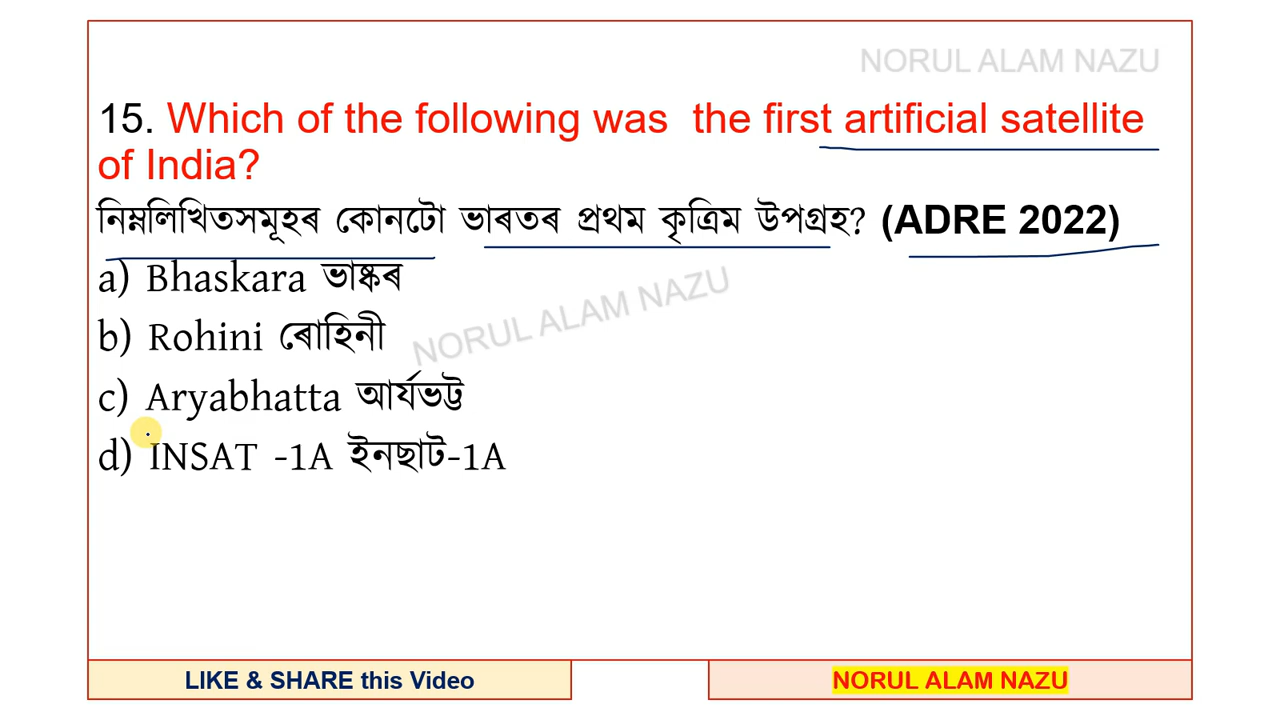 NORUL ALAM NAZU
15. Which of the following was the first artificial satellite
of India?
নিম্নলিখিতসমূহৰ কোনটো ভাৰতৰ প্ৰথম কৃত্ৰিম উপগ্ৰহ? (ADRE 2022)
a) Bhaskara ভাষ্কৰ
NORUL ALAM NAZU
b) Rohini ৰোহিনী
c) Aryabhatta আৰ্যভট্ট
d) INSAT -1A ইনছাট-1A
LIKE & SHARE this Video
NORUL ALAM NAZU